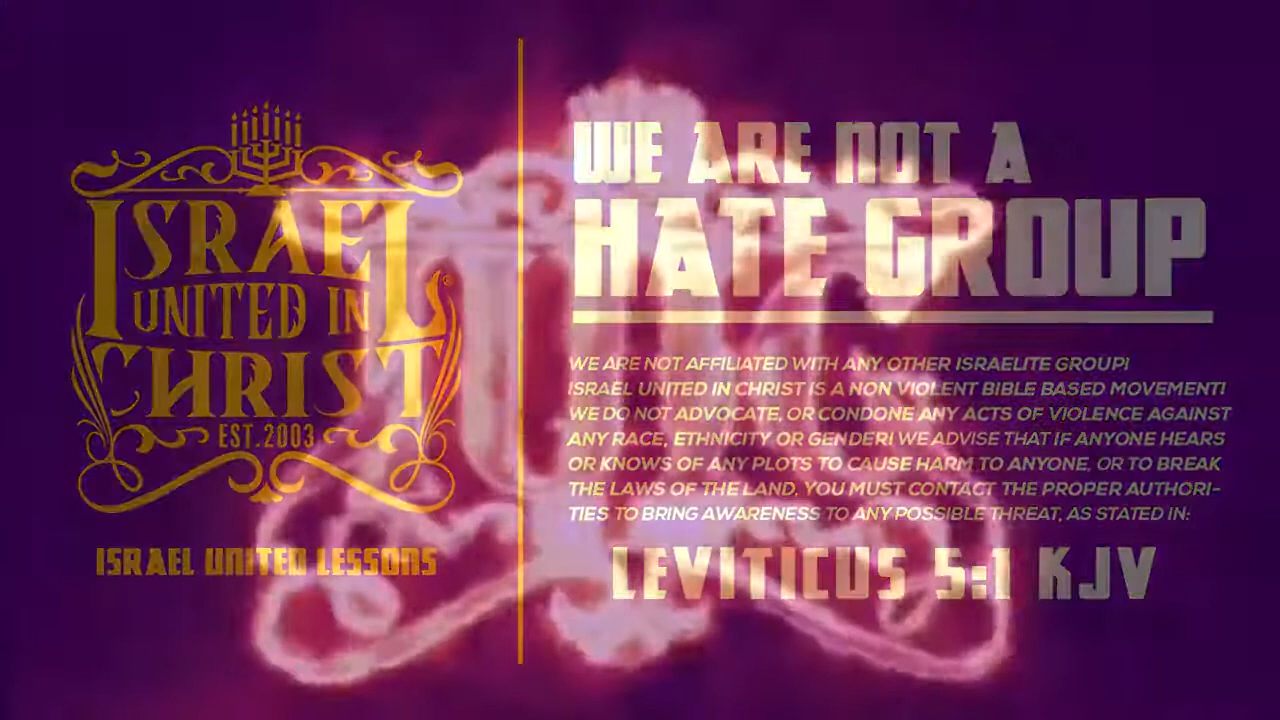 ISRAEL
UNITED IN
CHRIST
EST. 2003
ISRAEL UNITED LESSONS
WE ARE NOT A
HATE GROUP
WE ARE NOT AFFILIATED WITH ANY OTHER ISRAELITE GROUP!
ISRAEL UNITED IN CHRIST IS A NON VIOLENT BIBLE BASED MOVEMENT!
WE DO NOT ADVOCATE, OR CONDONE ANY ACTS OF VIOLENCE AGAINST
ANY RACE, ETHNICITY OR GENDER! WE ADVISE THAT IF ANYONE HEARS
OR KNOWS OF ANY PLOTS TO CAUSE HARM TO ANYONE, OR TO BREAK
THE LAWS OF THE LAND. YOU MUST CONTACT THE PROPER AUTHORI-
TIES TO BRING AWARENESS TO ANY POSSIBLE THREAT, AS STATED IN:
LEVITICUS 5:1 KJV